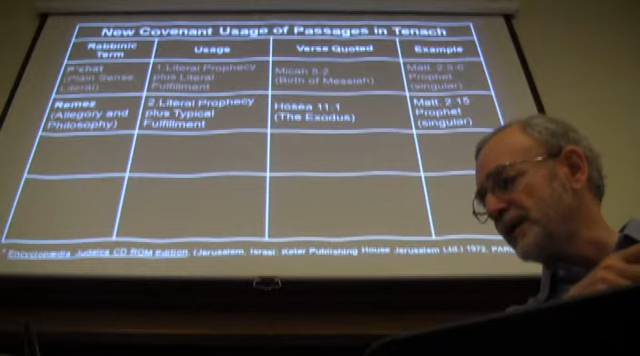 New Covenant Usage of Passages in Tenach
Rabbinic
Term
Usage
Verse Quoted
Example
P'shat
(Plain Sense
Literal)
1.Literal Prophecy
plus Literal
Fulfillment
Micah 5:2
(Birth of Messiah)
Matt. 2:5-6
Prophet
(singular)
Remez
(Allegory and
Philosophy)
2.Literal Prophecy
plus Typical
Fulfillment
Hosea 11:1
(The Exodus)
Matt. 2:15
Prophet
(singular)
* Encyclopædia Judaica CD ROM edition, (Jerusalem, Israel: Keter Publishing House Jerusalem Ltd.) 1972,